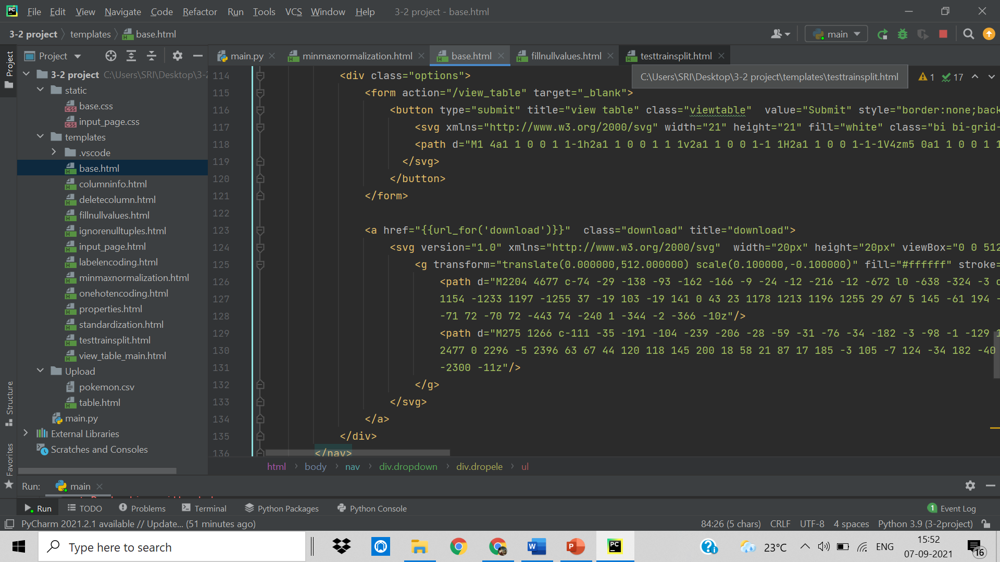 File Edit View Navigate Code Refactor Run Tools VCS Window Help 3-2 project - base.html
3-2 project templates base.html main
Project main.py minmaxnormalization.html base.html fillnullvalues.html testtrainsplit.html
Project
3-2 project C:\Users\SRI\Desktop\3-2
static
base.css
input_page.css
templates
.vscode
base.html
columninfo.html
deletecolumn.html
fillnullvalues.html
ignorenulltuples.html
input_page.html
labelencoding.html
minmaxnormalization.html
onehotencoding.html
properties.html
standardization.html
testtrainsplit.html
view_table_main.html
Upload
pokemon.csv
table.html
main.py
External Libraries
Scratches and Consoles
Structure
Favorites
C:\Users\SRI\Desktop\3-2 project\templates\testtrainsplit.html 1 17
114 <div class="options">
115 <form action="/view_table" target="_blank">
116 <button type="submit" title="view table" class="viewtable"  value="Submit" style="border:none;back
117 <svg xmlns="http://www.w3.org/2000/svg" width="21" height="21" fill="white" class="bi bi-grid-
118 <path d="M1 4a1 1 0 0 1 1-1h2a1 1 0 0 1 1 1v2a1 1 0 0 1-1 1H2a1 1 0 0 1-1-1V4zm5 0a1 1 0 0 1 1
119 </svg>
120 </button>
121 </form>
122
123 <a href="{{url_for('download')}}"  class="download" title="download">
124 <svg version="1.0" xmlns="http://www.w3.org/2000/svg"  width="20px" height="20px" viewBox="0 0 512
125 <g transform="translate(0.000000,512.000000) scale(0.100000,-0.100000)" fill="#ffffff" stroke=
126 <path d="M2204 4677 c-74 -29 -138 -93 -162 -166 -9 -24 -12 -216 -12 -672 l0 -638 -324 -3 c
127 1154 -1233 1197 -1255 37 -19 103 -19 141 0 43 23 1178 1213 1196 1255 29 67 5 145 -61 194 -
128 -71 72 -70 72 -443 74 -240 1 -344 -2 -366 -10z"/>
129 <path d="M275 1266 c-111 -35 -191 -104 -239 -206 -28 -59 -31 -76 -34 -182 -3 -98 -1 -129 1
130 2477 0 2296 -5 2396 63 67 44 120 118 145 200 18 58 21 87 17 185 -3 105 -7 124 -34 182 -40
131 -2300 -11z"/>
132 </g>
133 </svg>
134 </a>
135 </div>
136 </nav>
html body nav div.dropdown div.dropele ul
Run: main
Run TODO Problems Terminal Python Packages Python Console 1 Event Log
PyCharm 2021.2.1 available // Update... (51 minutes ago) 84:26 (5 chars) CRLF UTF-8 4 spaces Python 3.9 (3-2project)
Type here to search 23°C ENG 15:52
07-09-2021 16